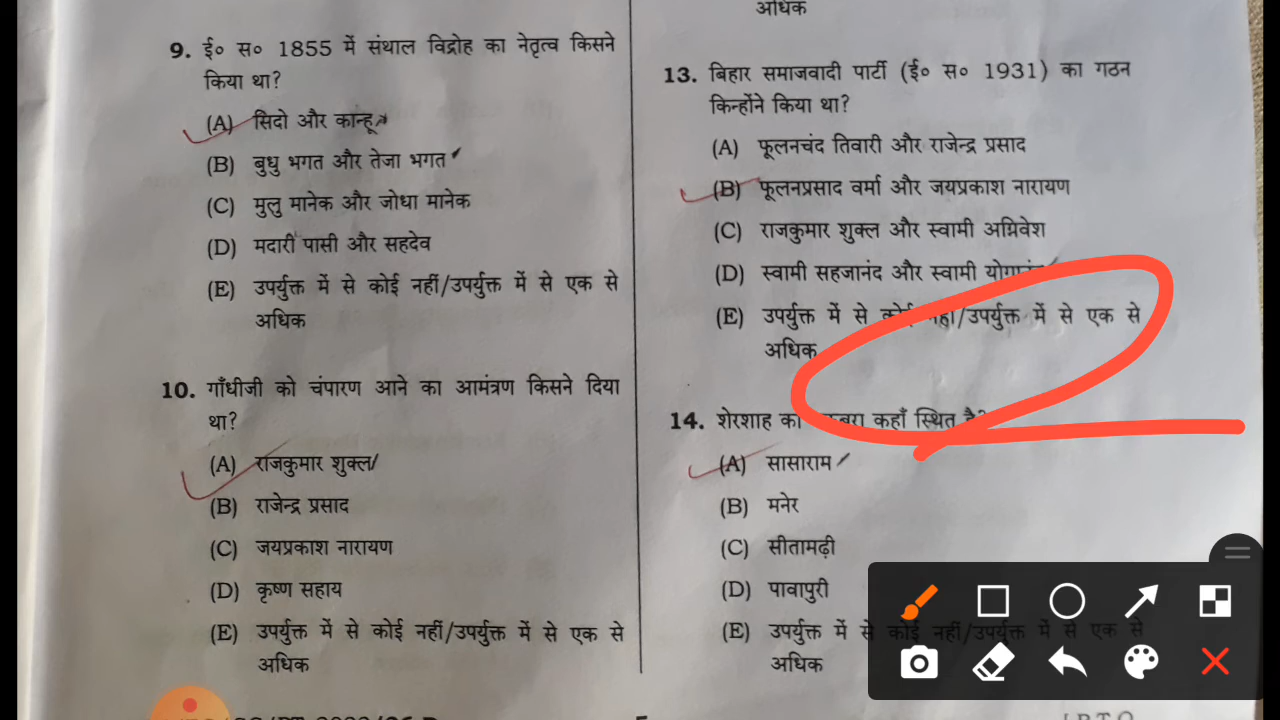 9. ई० स० 1855 में संथाल विद्रोह का नेतृत्व किसने
किया था?
(A) सिदो और कान्हू
(B) बुधु भगत और तेजा भगत
(C) मुलु मानेक और जोधा मानेक
(D) मदारी पासी और सहदेव
(E) उपर्युक्त में से कोई नहीं/उपर्युक्त में से एक से
अधिक
10. गाँधीजी को चंपारण आने का आमंत्रण किसने दिया
था?
(A) राजकुमार शुक्ल
(B) राजेन्द्र प्रसाद
(C) जयप्रकाश नारायण
(D) कृष्ण सहाय
(E) उपर्युक्त में से कोई नहीं/उपर्युक्त में से एक से
अधिक
अधिक
13. बिहार समाजवादी पार्टी (ई० स० 1931) का गठन
किन्होंने किया था?
(A) फूलनचंद तिवारी और राजेन्द्र प्रसाद
(B) फूलनप्रसाद वर्मा और जयप्रकाश नारायण
(C) राजकुमार शुक्ल और स्वामी अग्निवेश
(D) स्वामी सहजानंद और स्वामी योगानंद
(E) उपर्युक्त में से कोई नहीं/उपर्युक्त में से एक से
अधिक
14. शेरशाह का कहाँ स्थित है?
(A) सासाराम
(B) मनेर
(C) सीतामढ़ी
(D) पावापुरी
(E) उपर्युक्त में से कोई नहीं/उपर्युक्त में से एक से
अधिक